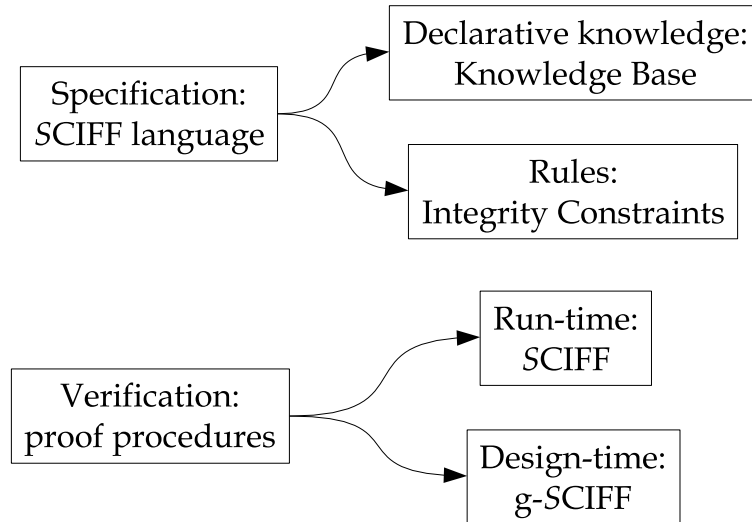 Specification:
SCIFF language
Declarative knowledge:
Knowledge Base
Rules:
Integrity Constraints
Verification:
proof procedures
Run-time:
SCIFF
Design-time:
g-SCIFF